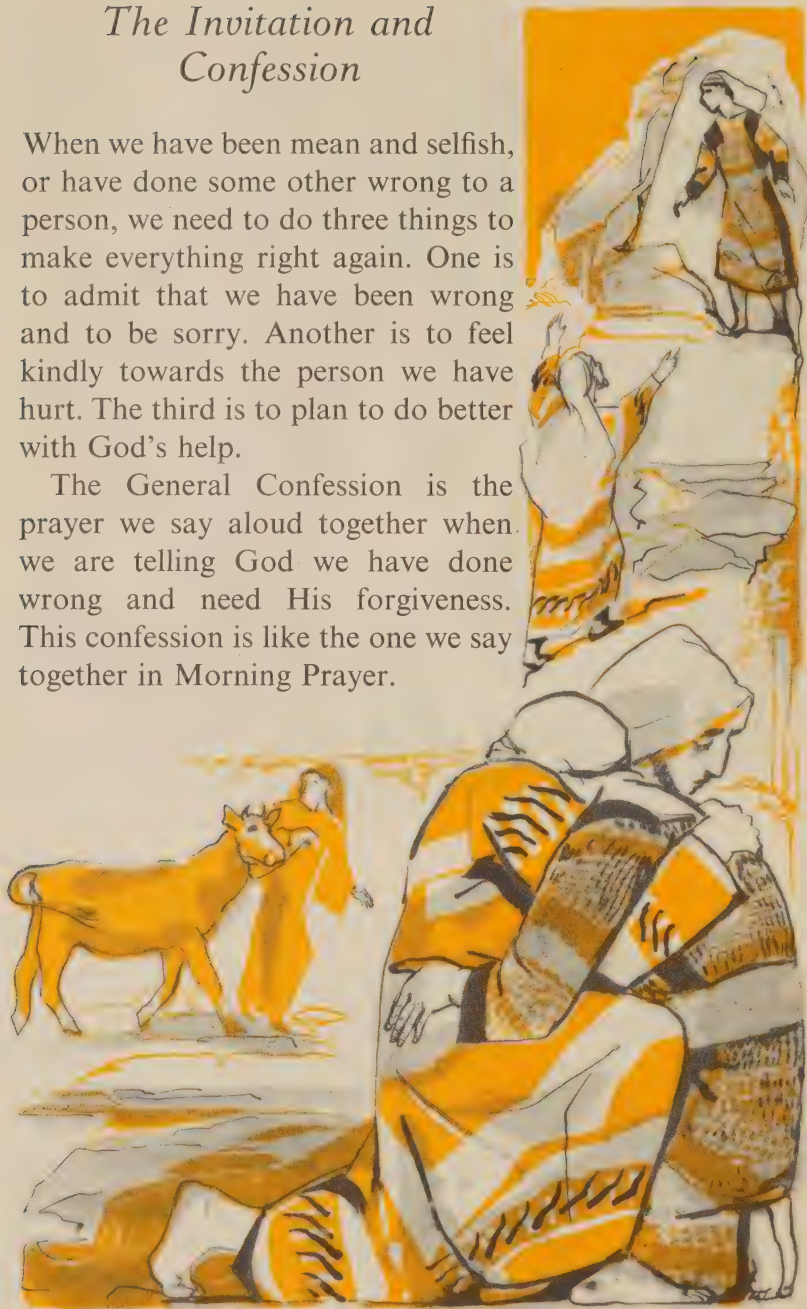 The Invitation and
Confession
When we have been mean and selfish,
or have done some other wrong to a
person, we need to do three things to
make everything right again. One is
to admit that we have been wrong
and to be sorry. Another is to feel
kindly towards the person we have
hurt. The third is to plan to do better
with God's help.
The General Confession is the
prayer we say aloud together when
we are telling God we have done
wrong and need His forgiveness.
This confession is like the one we say
together in Morning Prayer.